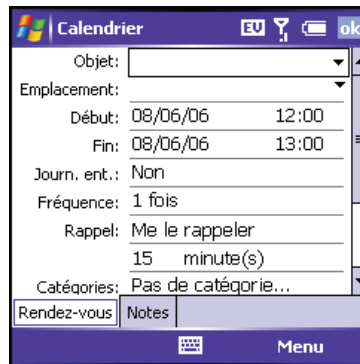 Calendrier EU ok
Objet:
Emplacement:
Début: 08/06/06 12:00
Fin: 08/06/06 13:00
Journ. ent.: Non
Fréquence: 1 fois
Rappel: Me le rappeler
15 minute(s)
Catégories: Pas de catégorie...
Rendez-vous Notes
Menu